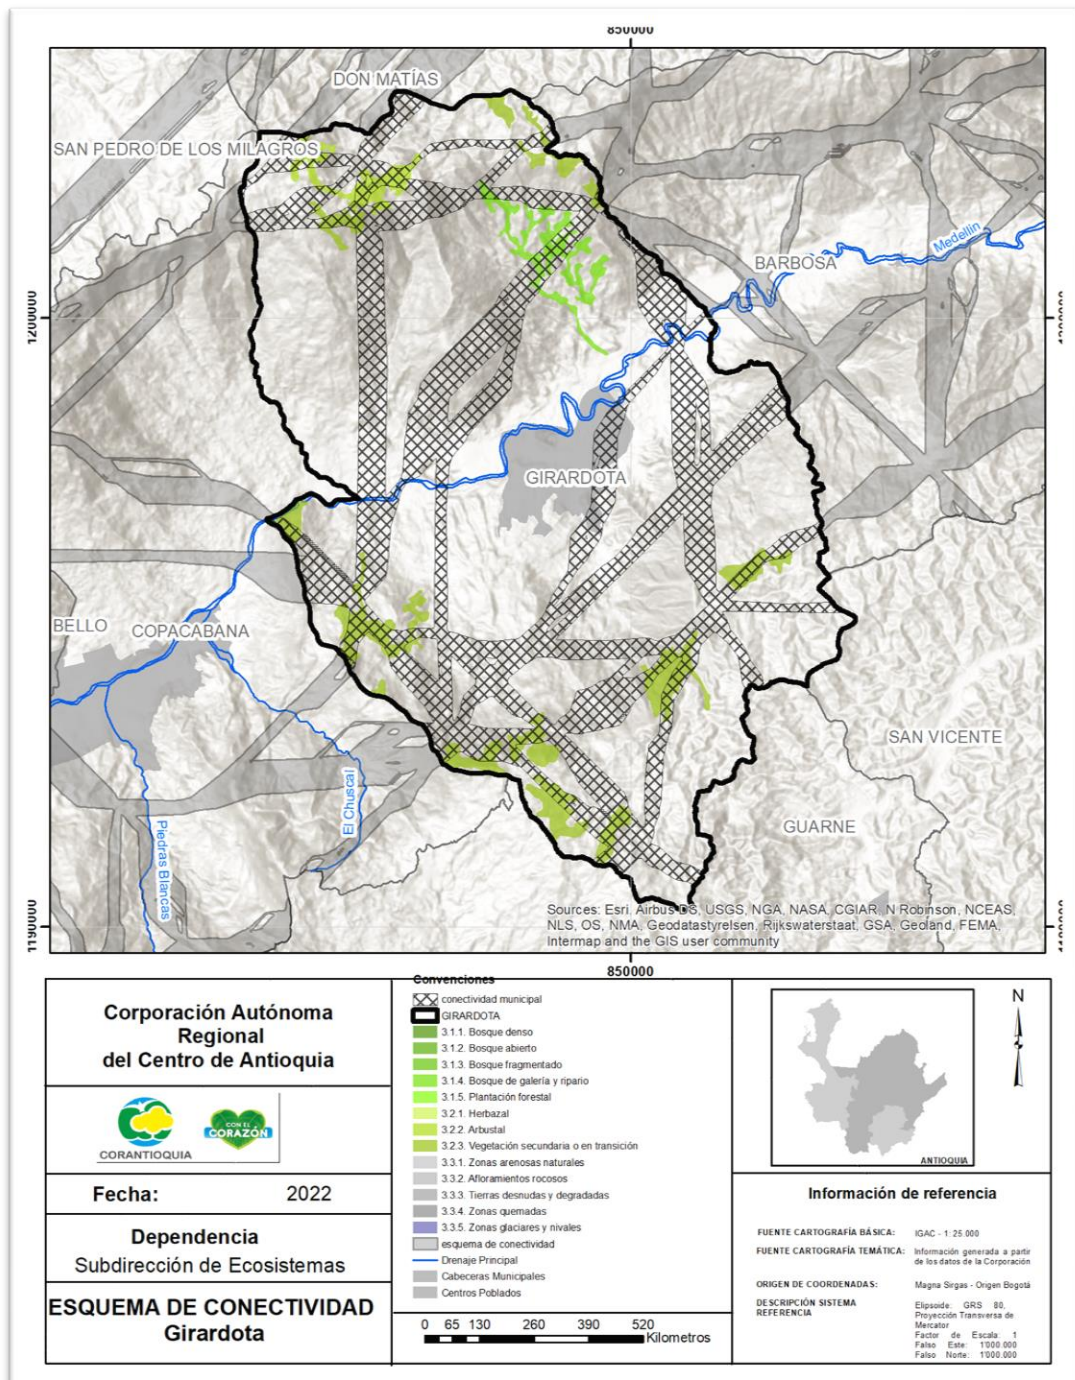 850000
DON MATÍAS
SAN PEDRO DE LOS MILAGROS
Medellín
BARBOSA
1200000
1200000
GIRARDOTA
BELLO
COPACABANA
SAN VICENTE
El Chuscal
Piedras Blancas
GUARNE
1190000
1190000
Sources: Esri, Airbus DS, USGS, NGA, NASA, CGIAR, N Robinson, NCEAS,
NLS, OS, NMA, Geodatastyrelsen, Rijkswaterstaat, GSA, Geoland, FEMA,
Intermap and the GIS user community
850000
Corporación Autónoma
Regional
del Centro de Antioquia
CORANTIOQUIA
CON EL
CORAZÓN
Fecha: 2022
Dependencia
Subdirección de Ecosistemas
ESQUEMA DE CONECTIVIDAD
Girardota
Convenciones
conectividad municipal
GIRARDOTA
3.1.1. Bosque denso
3.1.2. Bosque abierto
3.1.3. Bosque fragmentado
3.1.4. Bosque de galería y ripario
3.1.5. Plantación forestal
3.2.1. Herbazal
3.2.2. Arbustal
3.2.3. Vegetación secundaria o en transición
3.3.1. Zonas arenosas naturales
3.3.2. Afloramientos rocosos
3.3.3. Tierras desnudas y degradadas
3.3.4. Zonas quemadas
3.3.5. Zonas glaciares y nivales
esquema de conectividad
Drenaje Principal
Cabeceras Municipales
Centros Poblados
0 65 130 260 390 520
Kilometros
N
ANTIOQUIA
Información de referencia
FUENTE CARTOGRAFÍA BÁSICA: IGAC - 1: 25.000
FUENTE CARTOGRAFÍA TEMÁTICA: Información generada a partir
de los datos de la Corporación
ORIGEN DE COORDENADAS: Magna Sirgas - Origen Bogotá
DESCRIPCIÓN SISTEMA
REFERENCIA
Elipsoide: GRS 80,
Proyección Transversa de
Mercator
Factor de Escala: 1
Falso Este: 1'000.000
Falso Norte: 1'000.000